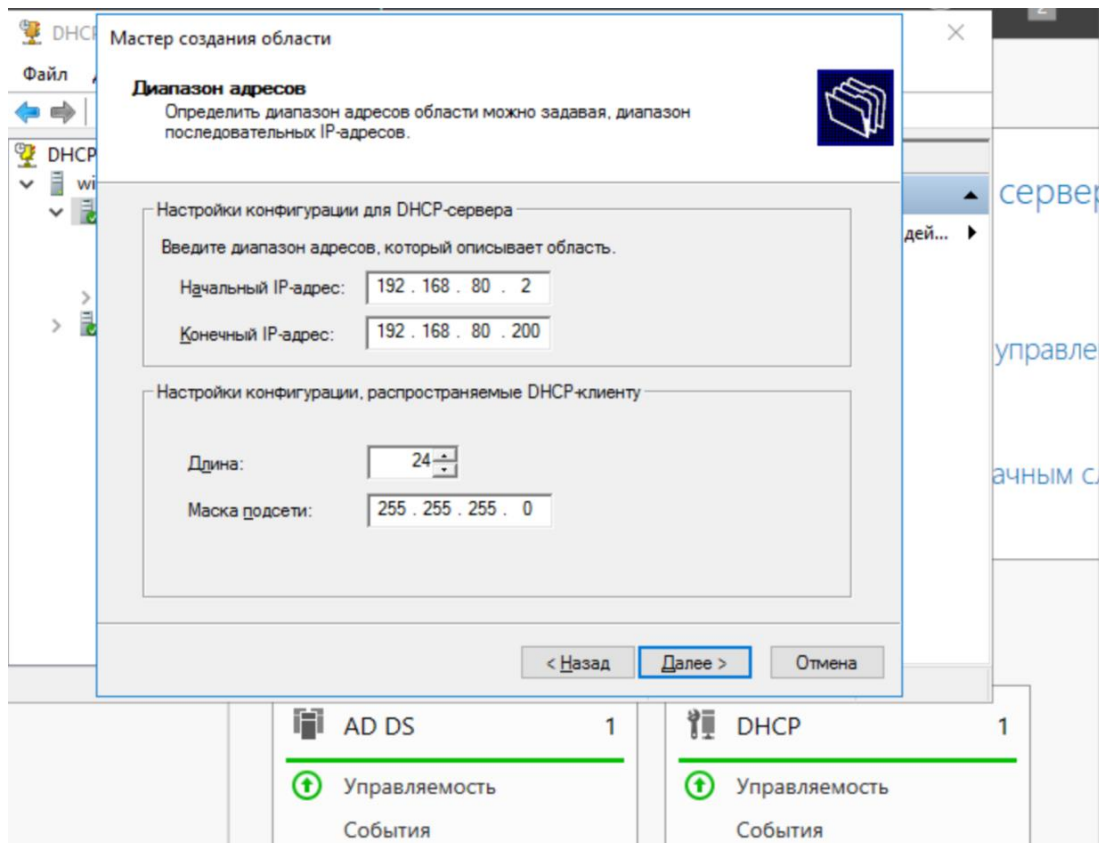 DHCP
Мастер создания области
Файл
Диапазон адресов
Определить диапазон адресов области можно задавая, диапазон
последовательных IP-адресов.
DHCP
сервер
дей...
Настройки конфигурации для DHCP-сервера
Введите диапазон адресов, который описывает область.
Начальный IP-адрес: 192 . 168 . 80 . 2
Конечный IP-адрес: 192 . 168 . 80 . 200
управле
Настройки конфигурации, распространяемые DHCP-клиенту
Длина: 24
ачным
Маска подсети: 255 . 255 . 255 . 0
< Назад Далее > Отмена
AD DS 1 DHCP 1
Управляемость Управляемость
События События